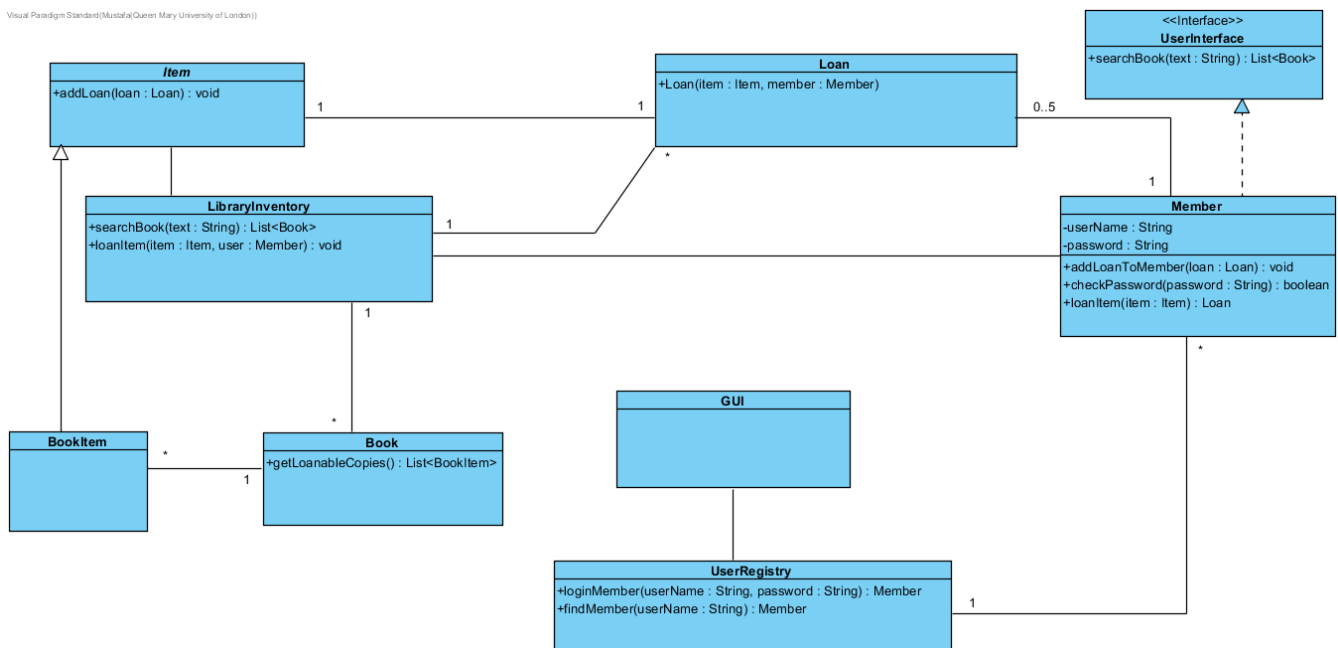 Visual Paradigm Standard(Mustafa(Queen Mary University of London))
<<Interface>>
UserInterface
+searchBook(text : String) : List<Book>
Item
+addLoan(loan : Loan) : void
Loan
+Loan(item : Item, member : Member)
1
1
0..5
*
1
LibraryInventory
+searchBook(text : String) : List<Book>
+loanItem(item : Item, user : Member) : void
1
Member
-userName : String
-password : String
+addLoanToMember(loan : Loan) : void
+checkPassword(password : String) : boolean
+loanItem(item : Item) : Loan
1
*
*
GUI
BookItem
*
1
Book
+getLoanableCopies() : List<BookItem>
UserRegistry
+loginMember(userName : String, password : String) : Member
+findMember(userName : String) : Member
1